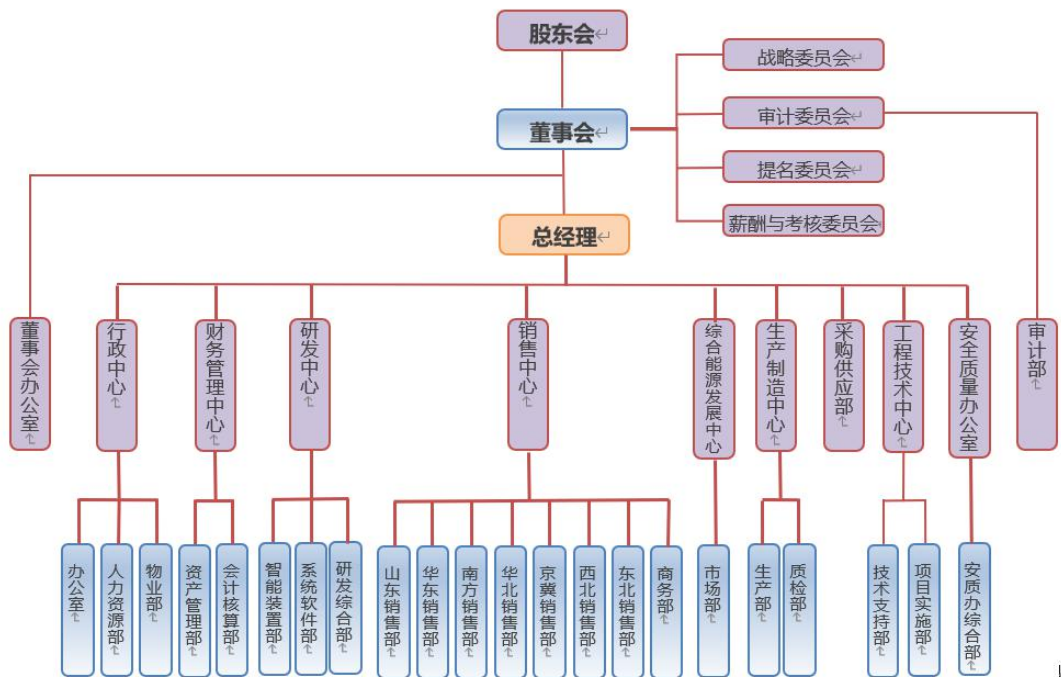 股东会
战略委员会
审计委员会
董事会
提名委员会
薪酬与考核委员会
总经理
董事会办公室
行政中心
财务管理中心
研发中心
销售中心
综合能源发展中心
生产制造中心
采购供应部
工程技术中心
安全质量办公室
审计部
办公室
人力资源部
物业部
资产管理部
会计核算部
智能装置部
系统软件部
研发综合部
山东销售部
华东销售部
南方销售部
华北销售部
京冀销售部
西北销售部
东北销售部
商务部
市场部
生产部
质检部
技术支持部
项目实施部
安质办综合部